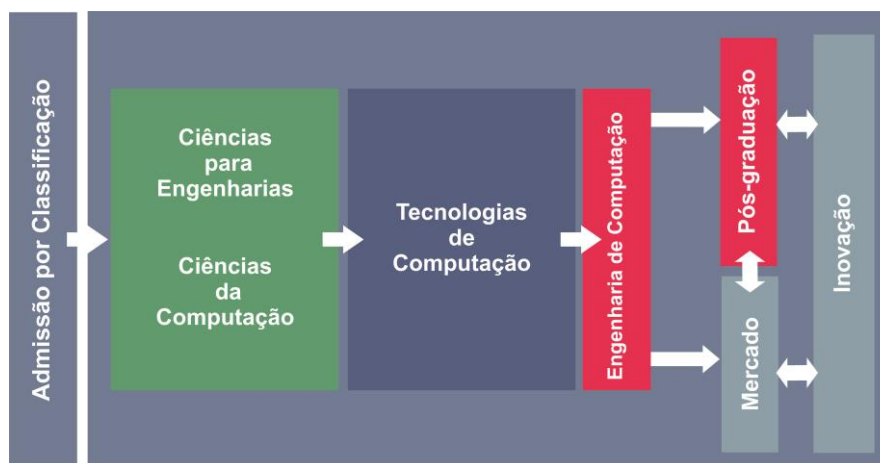 Admissão por Classificação
Ciências
para
Engenharias
Ciências
da
Computação
Tecnologias
de
Computação
Engenharia de Computação
Pós-graduação
Mercado
Inovação